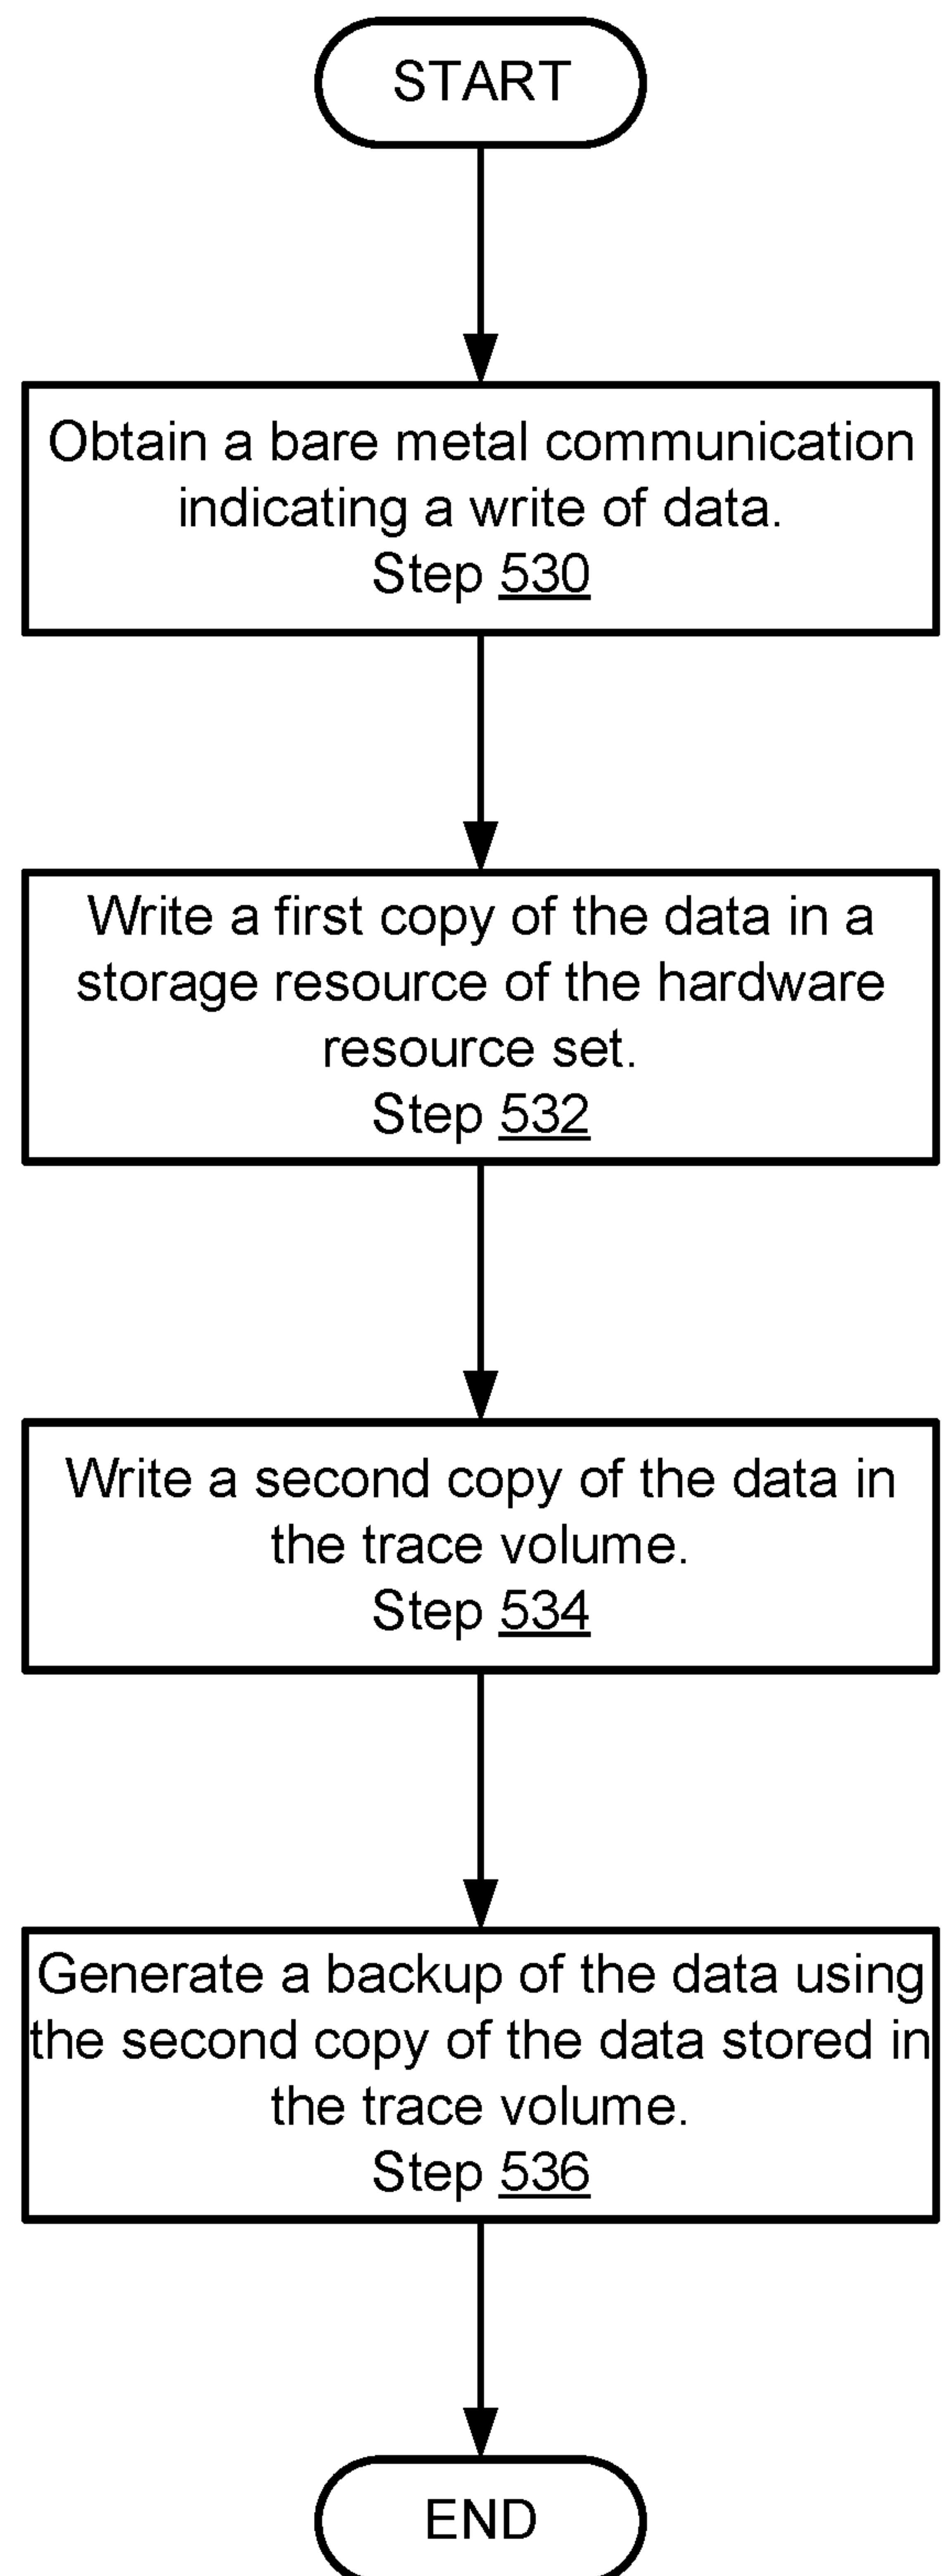 START
Obtain a bare metal communication
indicating a write of data.
Step 530
Write a first copy of the data in a
storage resource of the hardware
resource set.
Step 532
Write a second copy of the data in
the trace volume.
Step 534
Generate a backup of the data using
the second copy of the data stored in
the trace volume.
Step 536
END